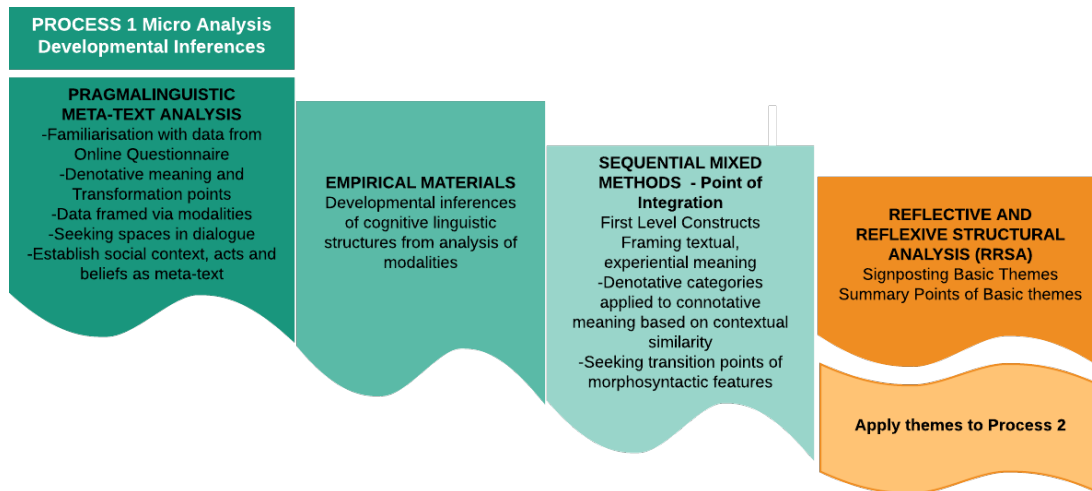 PROCESS 1 Micro Analysis
Developmental Inferences
PRAGMALINGUISTIC
META-TEXT ANALYSIS
-Familiarisation with data from
Online Questionnaire
-Denotative meaning and
Transformation points
-Data framed via modalities
-Seeking spaces in dialogue
-Establish social context, acts and
beliefs as meta-text
EMPIRICAL MATERIALS
Developmental inferences
of cognitive linguistic
structures from analysis of
modalities
SEQUENTIAL MIXED
METHODS - Point of
Integration
First Level Constructs
Framing textual,
experiential meaning
-Denotative categories
applied to connotative
meaning based on contextual
similarity
-Seeking transition points of
morphosyntactic features
REFLECTIVE AND
REFLEXIVE STRUCTURAL
ANALYSIS (RRSA)
Signposting Basic Themes
Summary Points of Basic themes
Apply themes to Process 2